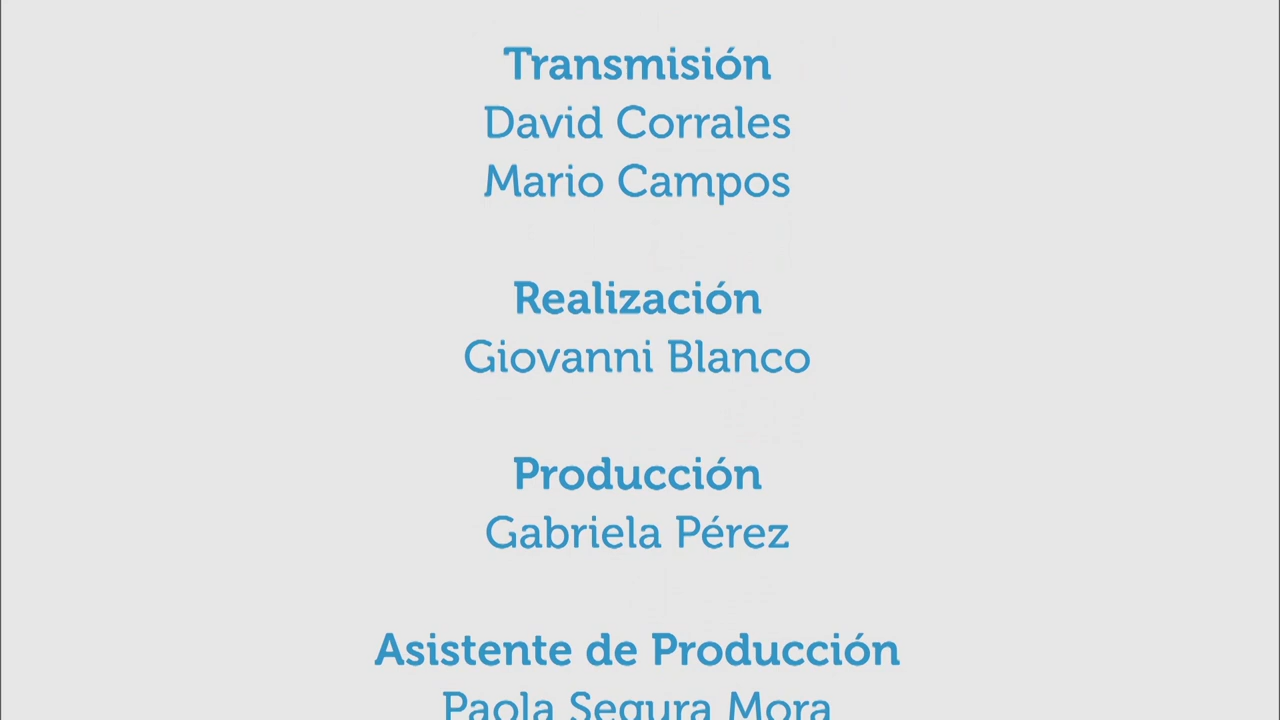 Transmisión
David Corrales
Mario Campos
Realización
Giovanni Blanco
Producción
Gabriela Pérez
Asistente de Producción
Paola Segura Mora